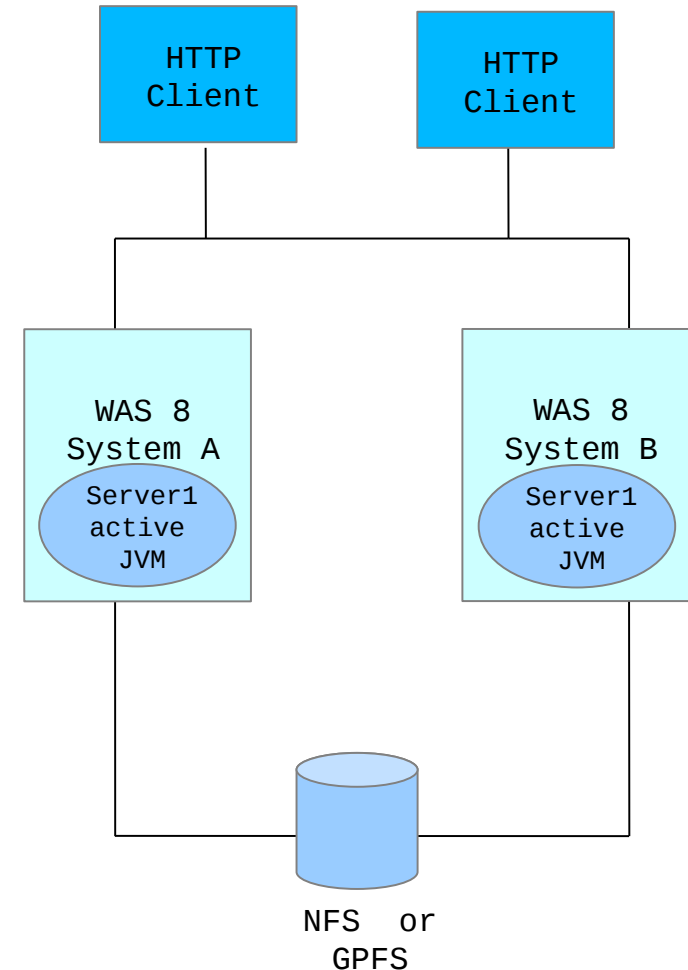 HTTP
Client
HTTP
Client
WAS 8
System A
Server1
active
JVM
WAS 8
System B
Server1
active
JVM
NFS or
GPFS